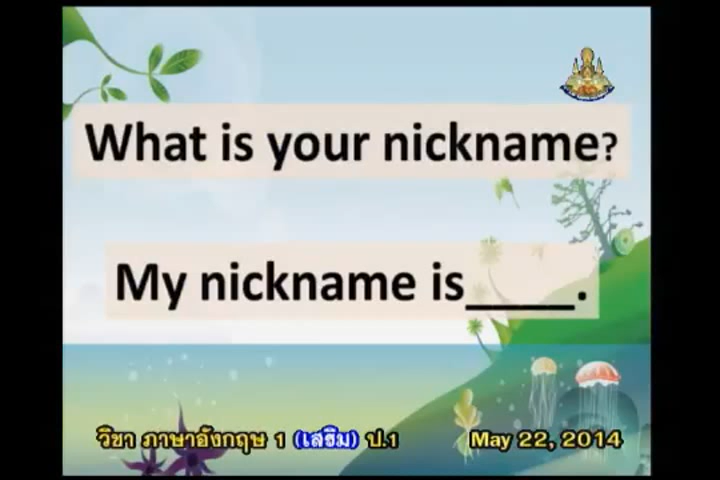 What is your nickname?
My nickname is____.
วิชา ภาษาอังกฤษ 1 (เสริม) ป.1
May 22, 2014